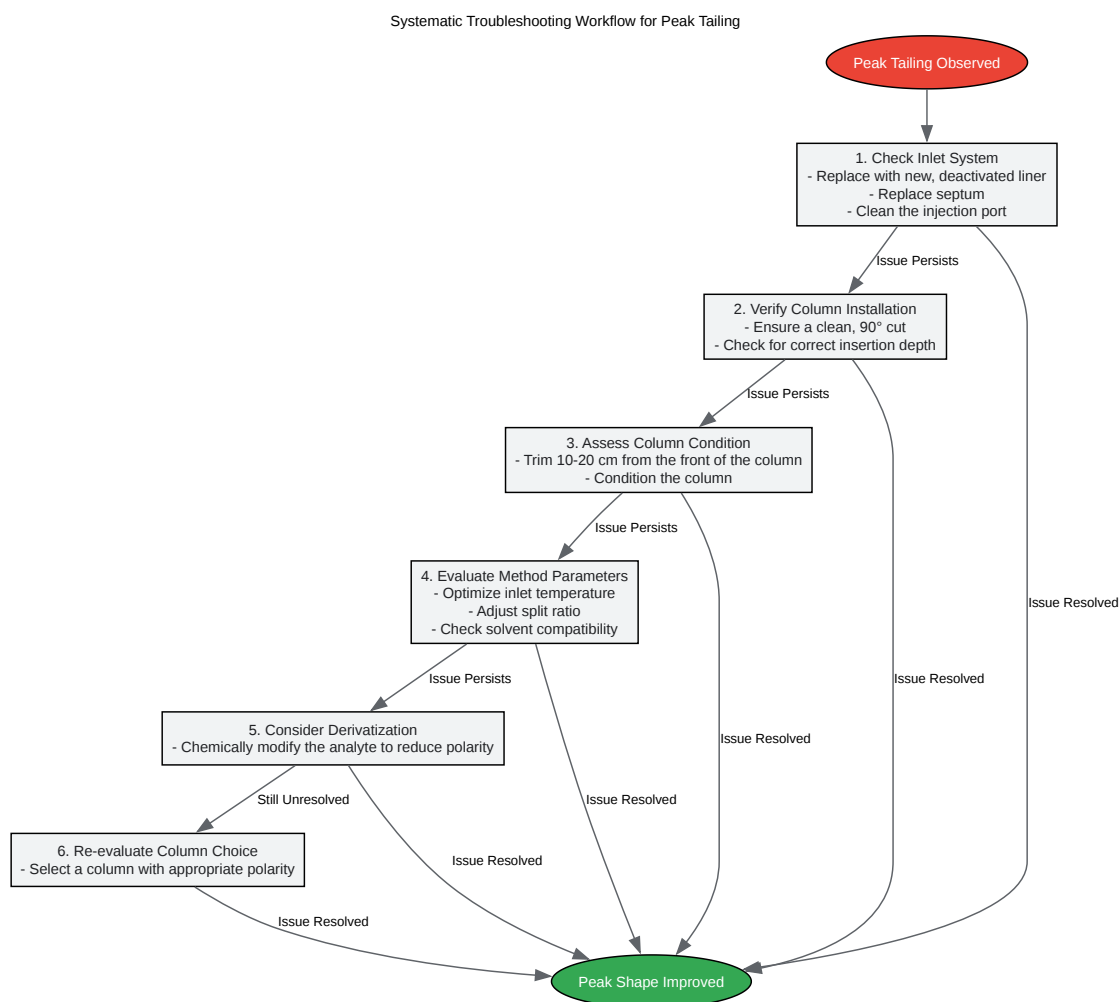 Systematic Troubleshooting Workflow for Peak Tailing
Peak Tailing Observed
1. Check Inlet System
- Replace with new, deactivated liner
- Replace septum
- Clean the injection port
Issue Persists
2. Verify Column Installation
- Ensure a clean, 90° cut
- Check for correct insertion depth
Issue Persists
3. Assess Column Condition
- Trim 10-20 cm from the front of the column
- Condition the column
Issue Persists
4. Evaluate Method Parameters
- Optimize inlet temperature
- Adjust split ratio
- Check solvent compatibility
Issue Resolved
Issue Persists
Issue Resolved
5. Consider Derivatization
- Chemically modify the analyte to reduce polarity
Issue Resolved
Still Unresolved
Issue Resolved
6. Re-evaluate Column Choice
- Select a column with appropriate polarity
Issue Resolved
Issue Resolved
Peak Shape Improved